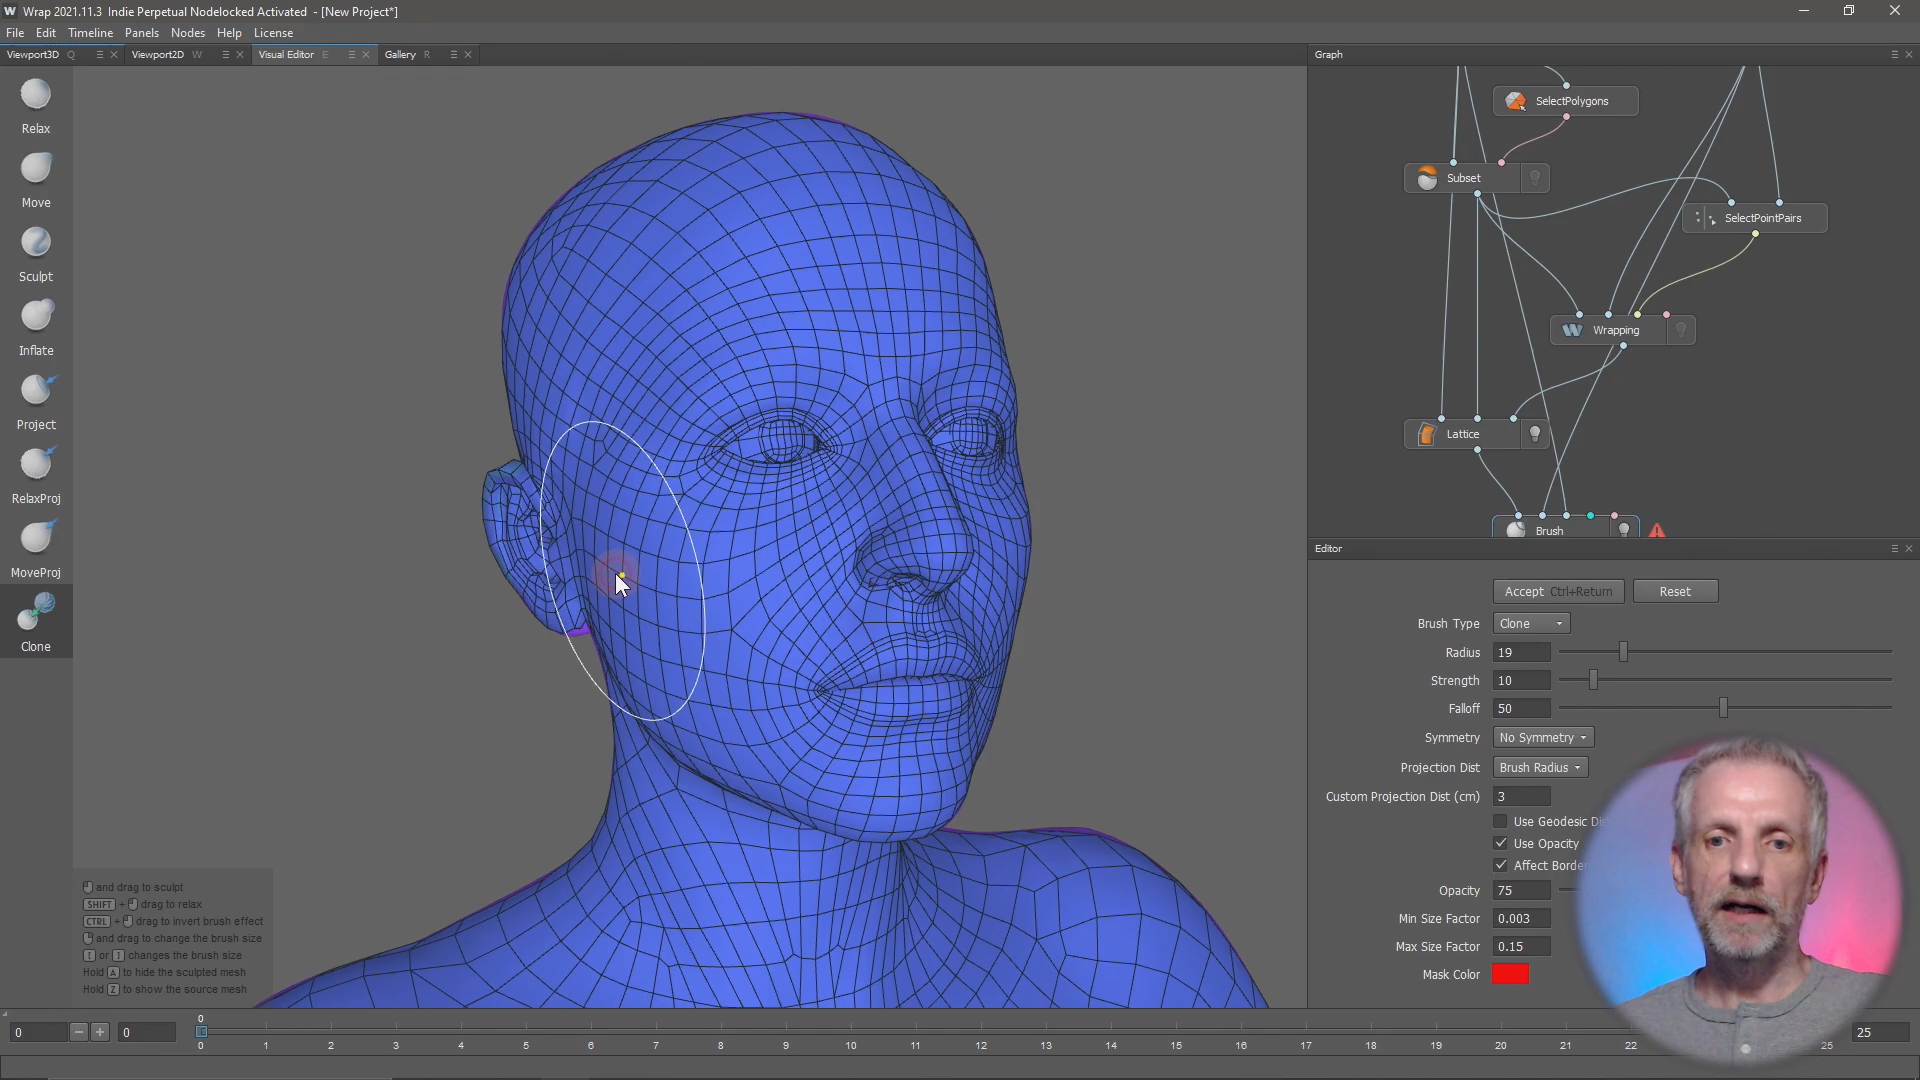 W Wrap 2021.11.3 Indie Perpetual Nodelocked Activated - [New Project*]
File Edit Timeline Panels Nodes Help License
Viewport3D Q Viewport2D W Visual Editor E Gallery R Graph
Relax
Move
Sculpt
Inflate
Project
RelaxProj
MoveProj
Clone
SelectPolygons
Subset
SelectPointPairs
Wrapping
Lattice
Brush
Editor
Accept Ctrl+Return Reset
Brush Type Clone
Radius 19
Strength 10
Falloff 50
Symmetry No Symmetry
Projection Dist Brush Radius
Custom Projection Dist (cm) 3
Use Geodesic Di
Use Opacity
Affect Border
Opacity 75
Min Size Factor 0.003
Max Size Factor 0.15
Mask Color
and drag to sculpt
SHIFT + drag to relax
CTRL + drag to invert brush effect
and drag to change the brush size
[ or ] changes the brush size
Hold A to hide the sculpted mesh
Hold Z to show the source mesh
0 − + 0 0 25
0 1 2 3 4 5 6 7 8 9 10 11 12 13 14 15 16 17 18 19 20 21 22 25